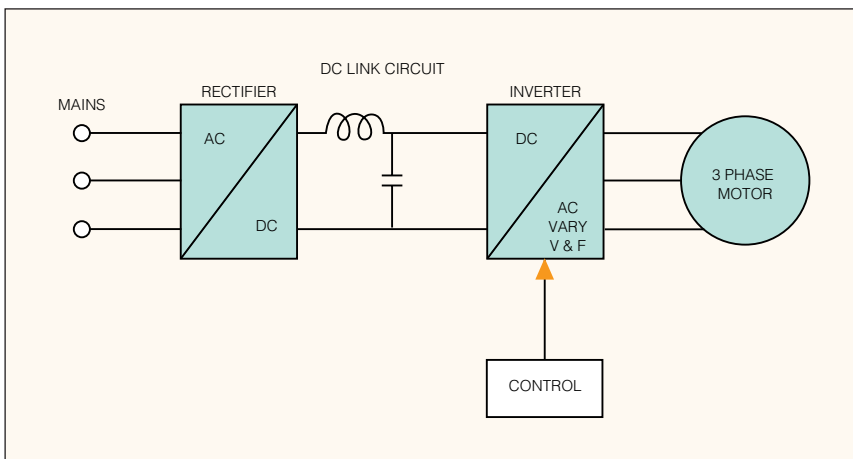 DC LINK CIRCUIT
RECTIFIER
INVERTER
MAINS
AC
DC
DC
AC
VARY
V & F
3 PHASE
MOTOR
CONTROL